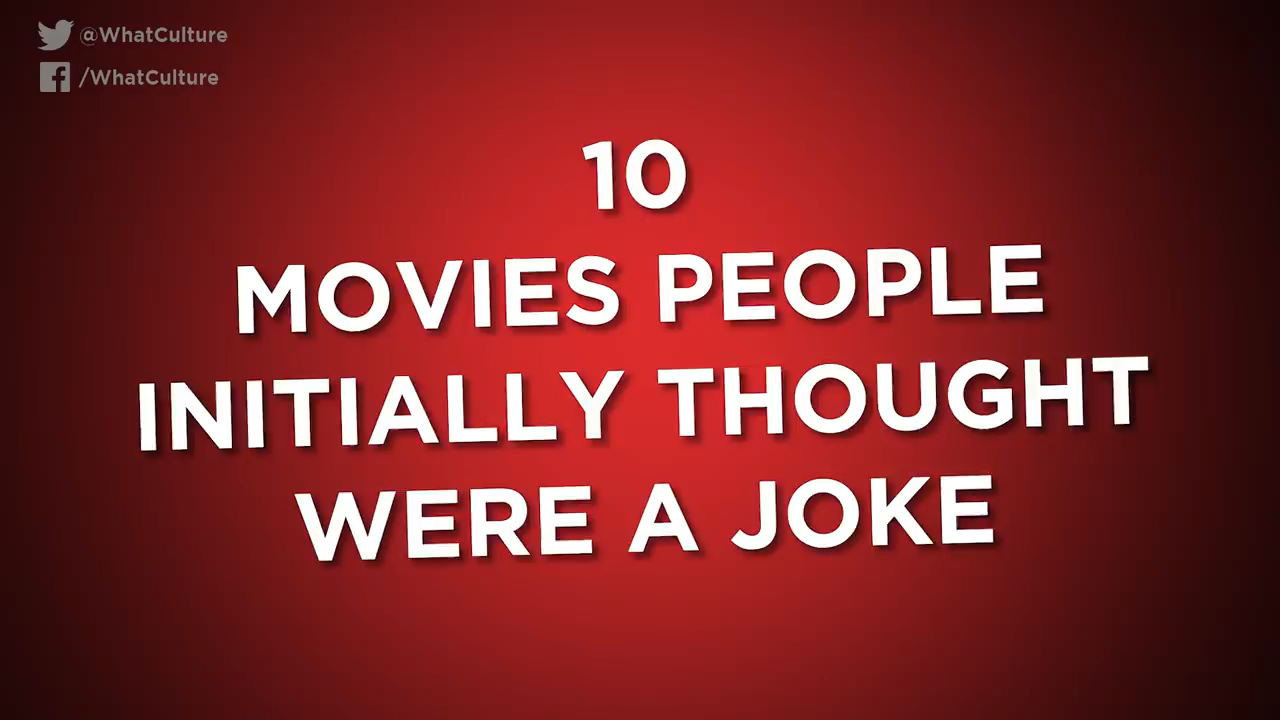 @WhatCulture
/WhatCulture
10
MOVIES PEOPLE
INITIALLY THOUGHT
WERE A JOKE